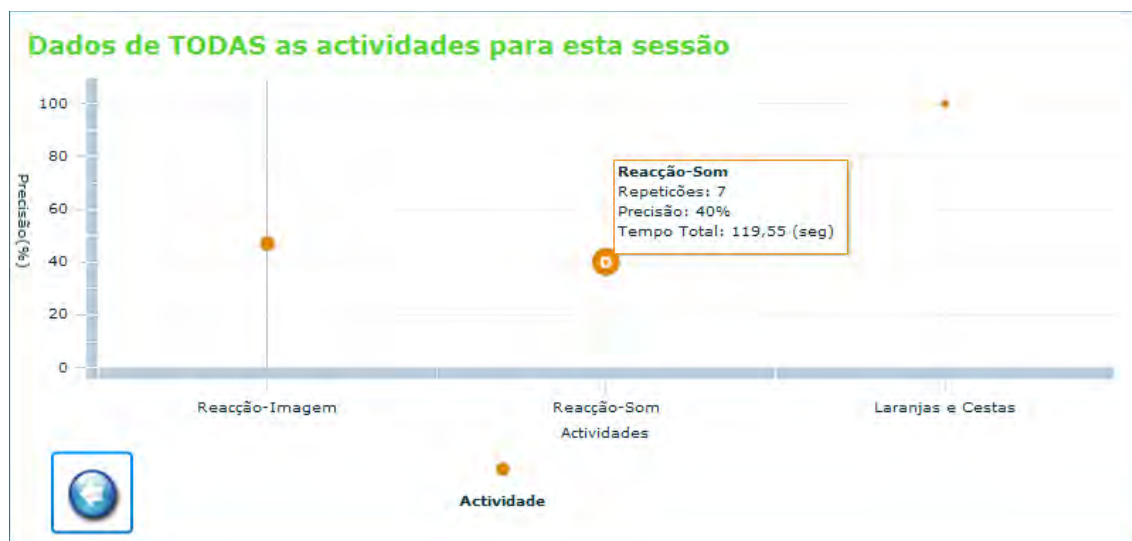 Dados de TODAS as actividades para esta sessão
Precisão(%)
100
80
60
40
20
0
Reacção-Som
Repeticões: 7
Precisão: 40%
Tempo Total: 119,55 (seg)
Reacção-Imagem
Reacção-Som
Laranjas e Cestas
Actividades
Actividade